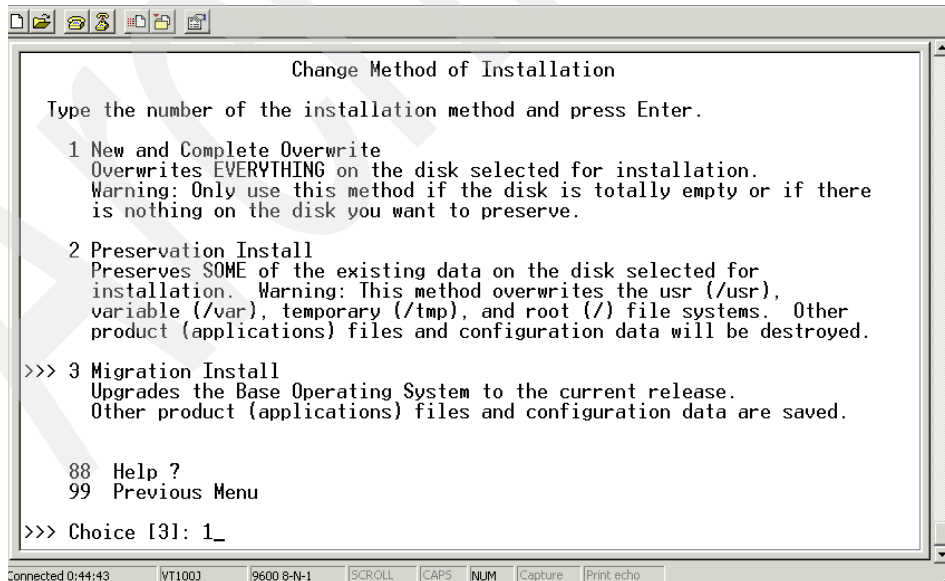 Change Method of Installation
Type the number of the installation method and press Enter.
1 New and Complete Overwrite
Overwrites EVERYTHING on the disk selected for installation.
Warning: Only use this method if the disk is totally empty or if there
is nothing on the disk you want to preserve.
2 Preservation Install
Preserves SOME of the existing data on the disk selected for
installation. Warning: This method overwrites the usr (/usr),
variable (/var), temporary (/tmp), and root (/) file systems. Other
product (applications) files and configuration data will be destroyed.
>>> 3 Migration Install
Upgrades the Base Operating System to the current release.
Other product (applications) files and configuration data are saved.
88 Help ?
99 Previous Menu
>>> Choice [3]: 1_
Connected 0:44:43 VT100J 9600 8-N-1 SCROLL CAPS NUM Capture Print echo